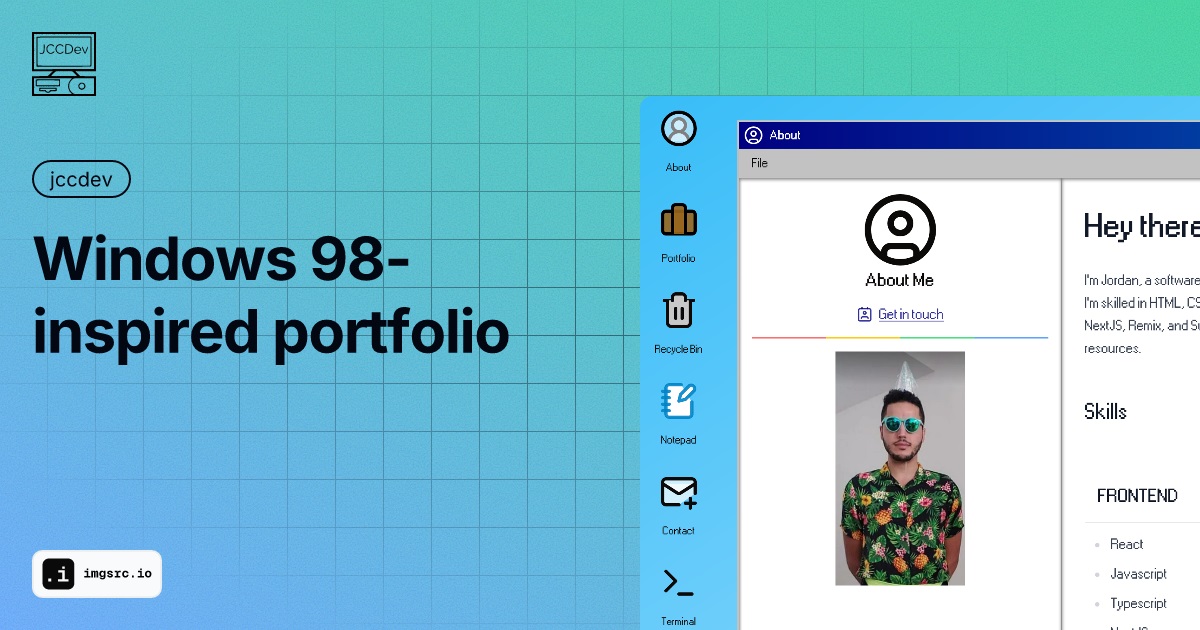 JCCDev
jccdev
Windows 98-
inspired portfolio
.i imgsrc.io
About
Portfolio
Recycle Bin
Notepad
Contact
Terminal
About
File
About Me
Get in touch
Hey there
I'm Jordan, a software
I'm skilled in HTML, CS
NextJS, Remix, and Su
resources.
Skills
FRONTEND
React
Javascript
Typescript